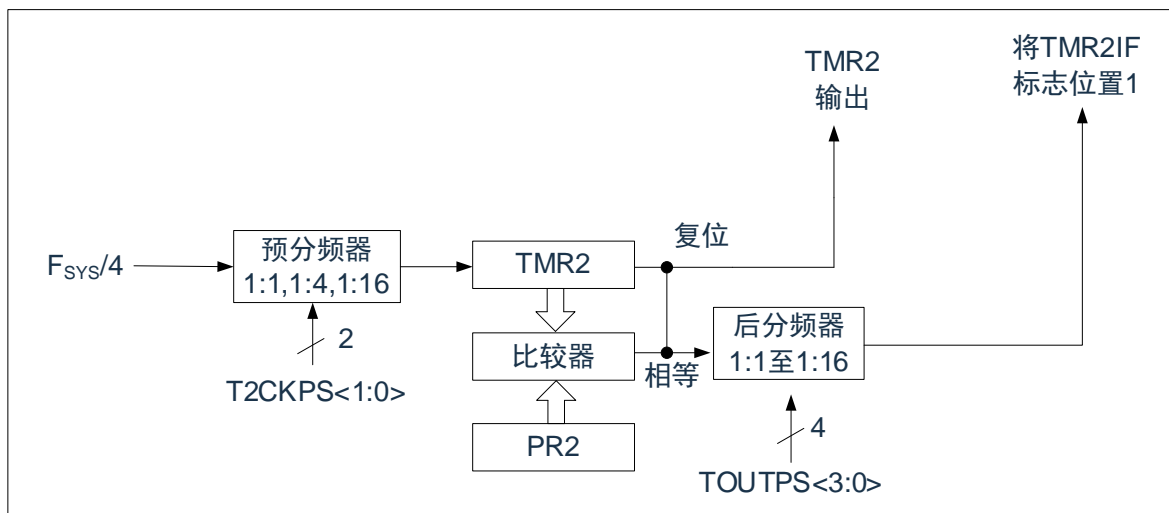 将TMR2IF
标志位置1
TMR2
输出
复位
F_SYS/4
预分频器
1:1,1:4,1:16
TMR2
2
T2CKPS<1:0>
比较器
相等
后分频器
1:1至1:16
PR2
4
TOUTPS<3:0>